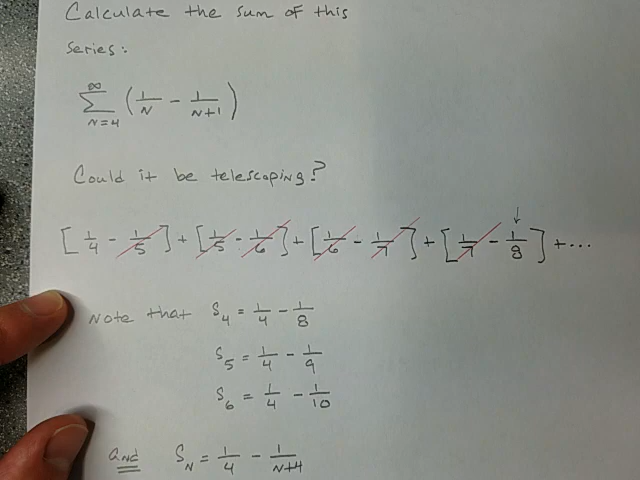 Calculate the sum of this
series:
∞
∑ (1/N - 1/N+1)
N=4
Could it be telescoping?
[1/4 - 1/5] + [1/5 - 1/6] + [1/6 - 1/7] + [1/7 - 1/8] + ...
Note that S₄ = 1/4 - 1/8
S₅ = 1/4 - 1/9
S₆ = 1/4 - 1/10
and S_N = 1/4 - 1/N+4